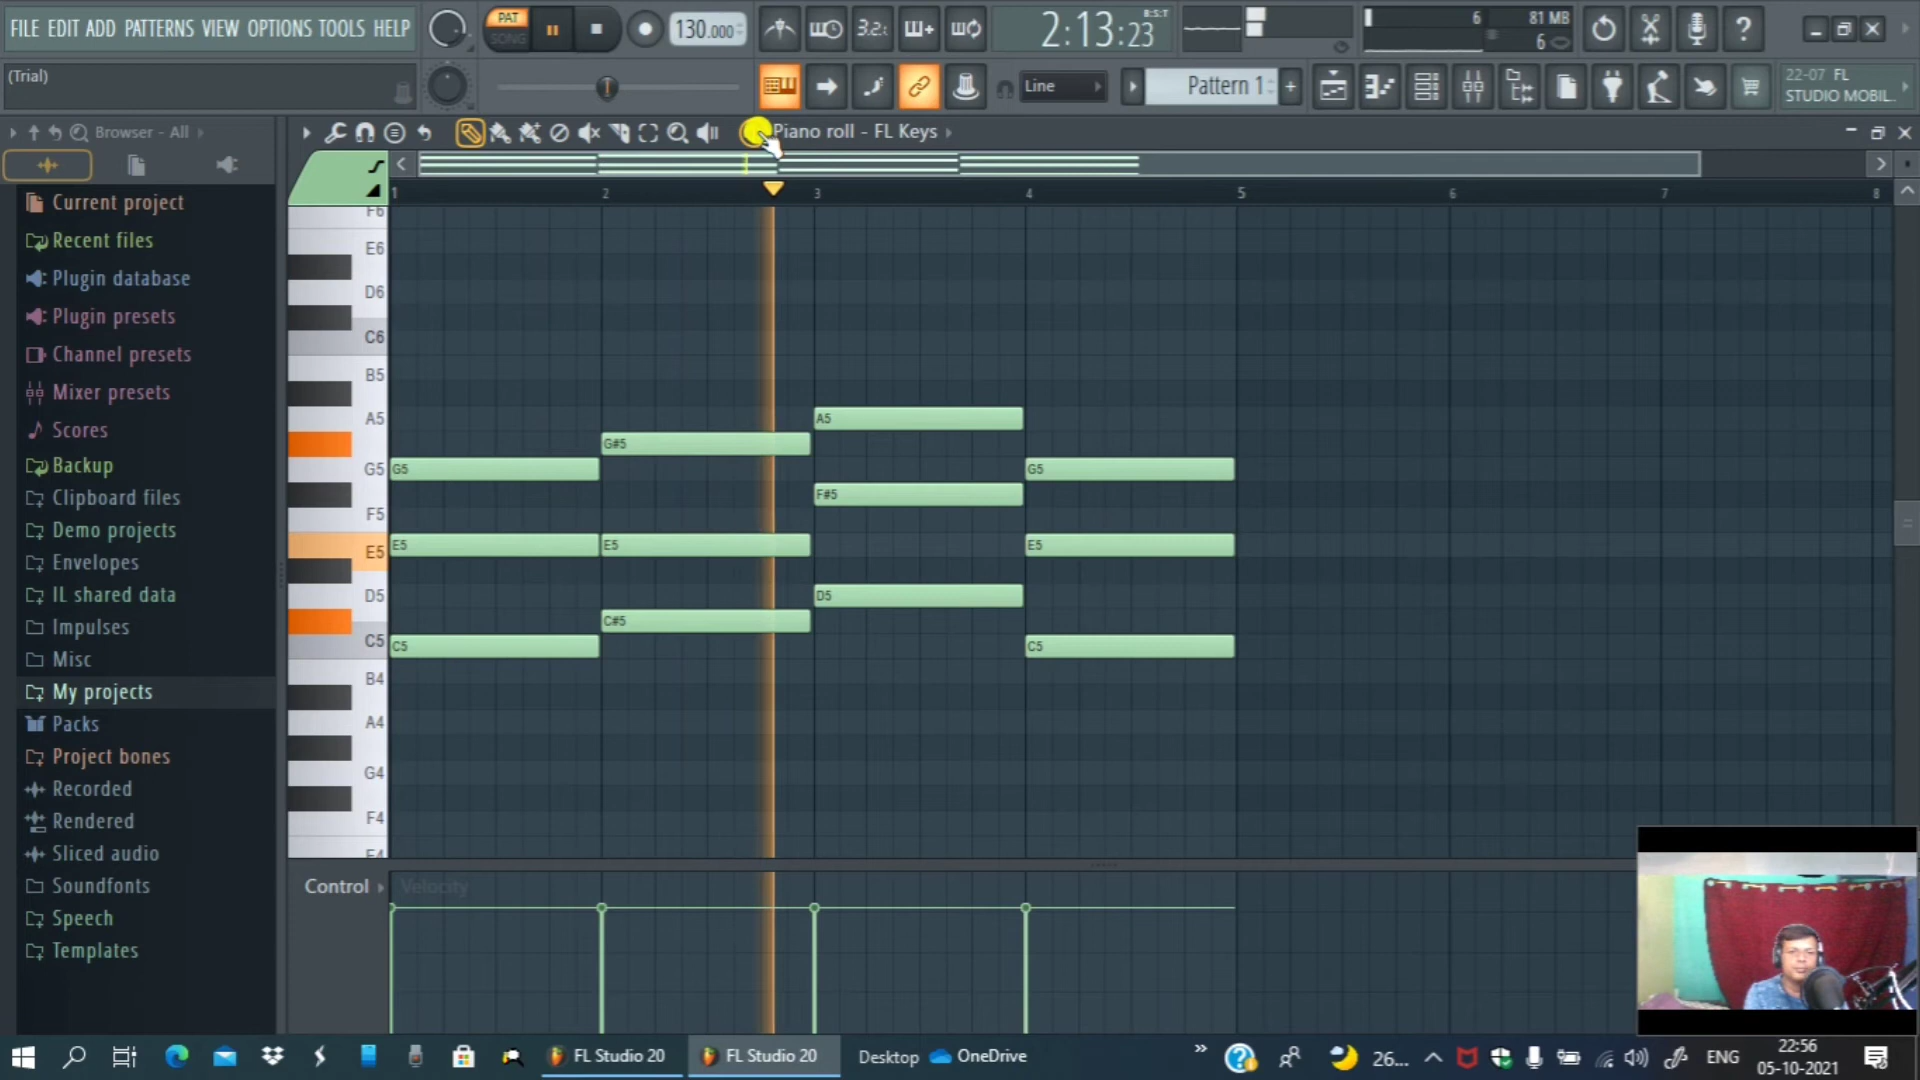 FILE EDIT ADD PATTERNS VIEW OPTIONS TOOLS HELP
PAT
SONG
130.000
3.2:
2:13:23
B:S:T
6
81 MB
6
(Trial)
Line
Pattern 1
22-07 FL
STUDIO MOBIL..
Browser - All
Piano roll - FL Keys
1 2 3 4 5 6 7 8
Current project
Recent files
Plugin database
Plugin presets
Channel presets
Mixer presets
Scores
Backup
Clipboard files
Demo projects
Envelopes
IL shared data
Impulses
Misc
My projects
Packs
Project bones
Recorded
Rendered
Sliced audio
Soundfonts
Speech
Templates
F6
E6
D6
C6
B5
A5
G5
F5
E5
D5
C5
B4
A4
G4
F4
E4
A5
G#5
G5
G5
F#5
E5
E5
E5
D5
C#5
C5
C5
Control
Velocity
FL Studio 20
FL Studio 20
Desktop
OneDrive
26...
ENG
22:56
05-10-2021